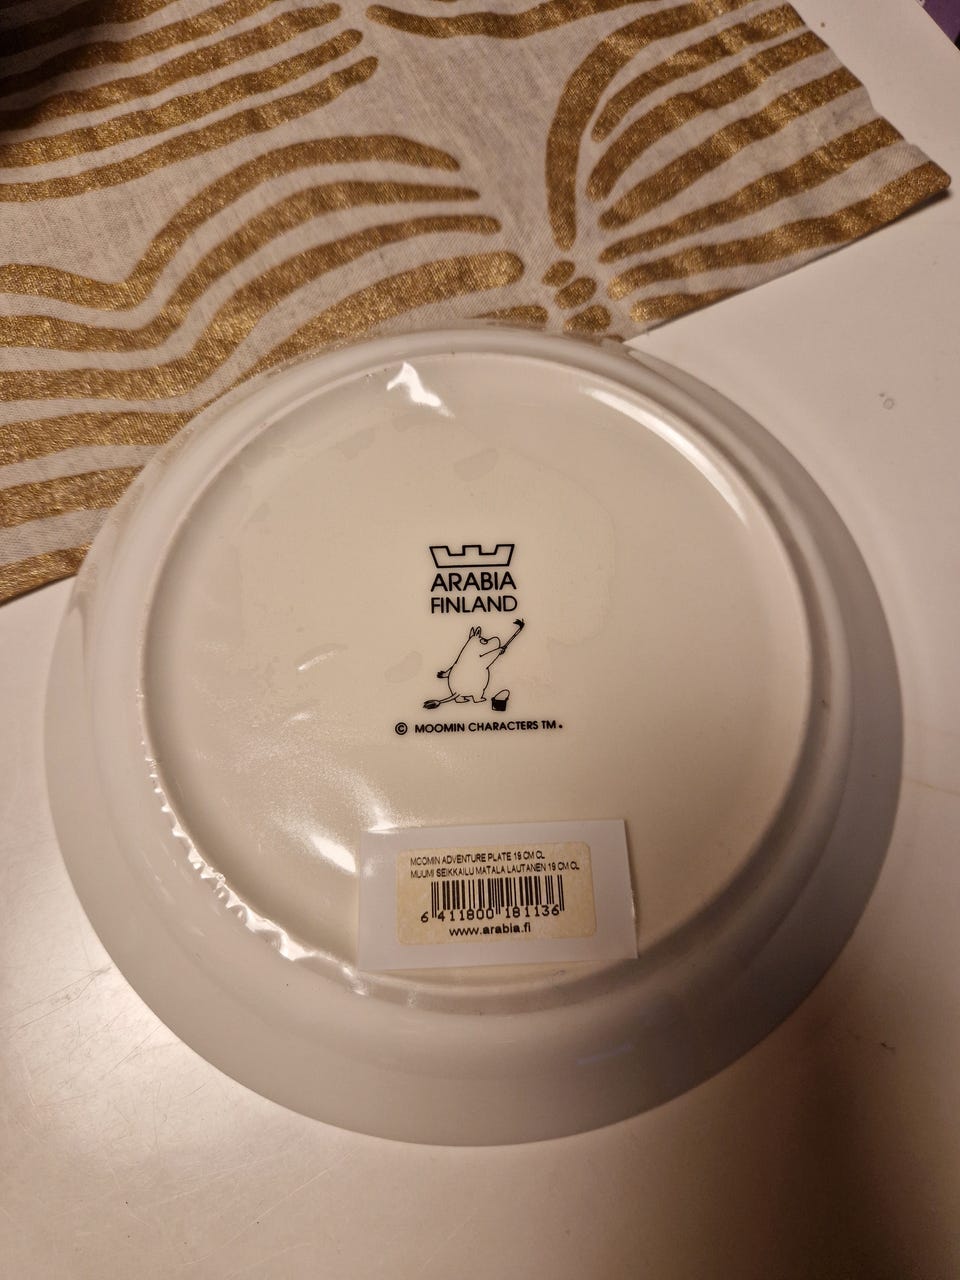 ARABIA
FINLAND
© MOOMIN CHARACTERS TM.
MOOMIN ADVENTURE PLATE 19 CM CL
MUUMI SEIKKAILU MATALA LAUTANEN 19 CM CL
6 411800 181136
www.arabia.fi